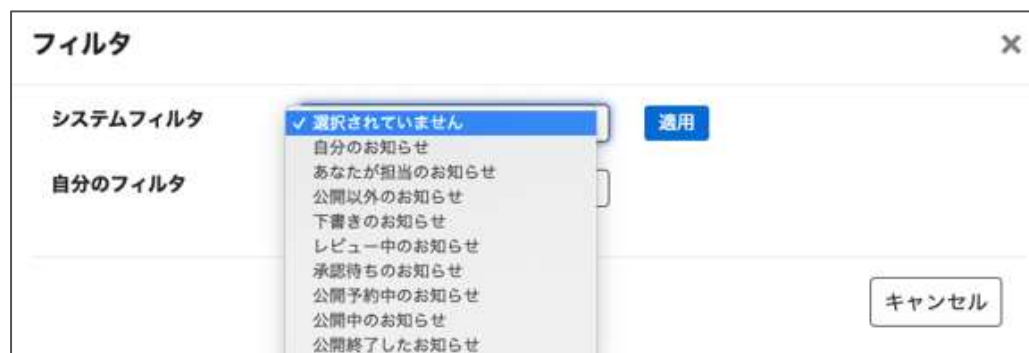 フィルタ
システムフィルタ
✓ 選択されていません
適用
自分のお知らせ
あなたが担当のお知らせ
自分のフィルタ
公開以外のお知らせ
下書きのお知らせ
レビュー中のお知らせ
承認待ちのお知らせ
公開予約中のお知らせ
公開中のお知らせ
公開終了したお知らせ
キャンセル